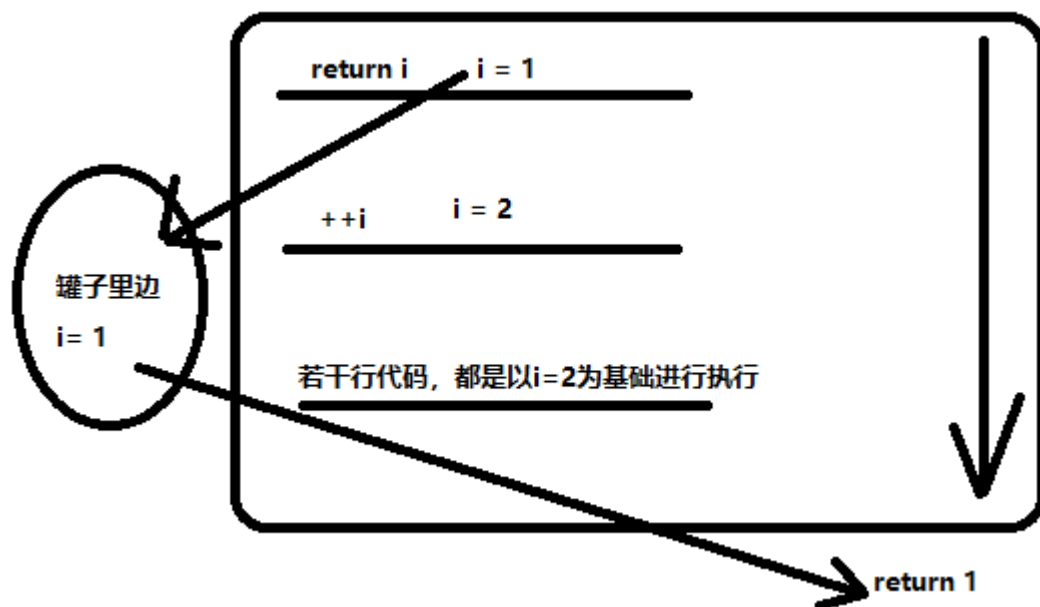 return i i = 1
++i i = 2
罐子里边
i= 1
若干行代码，都是以i=2为基础进行执行
return 1